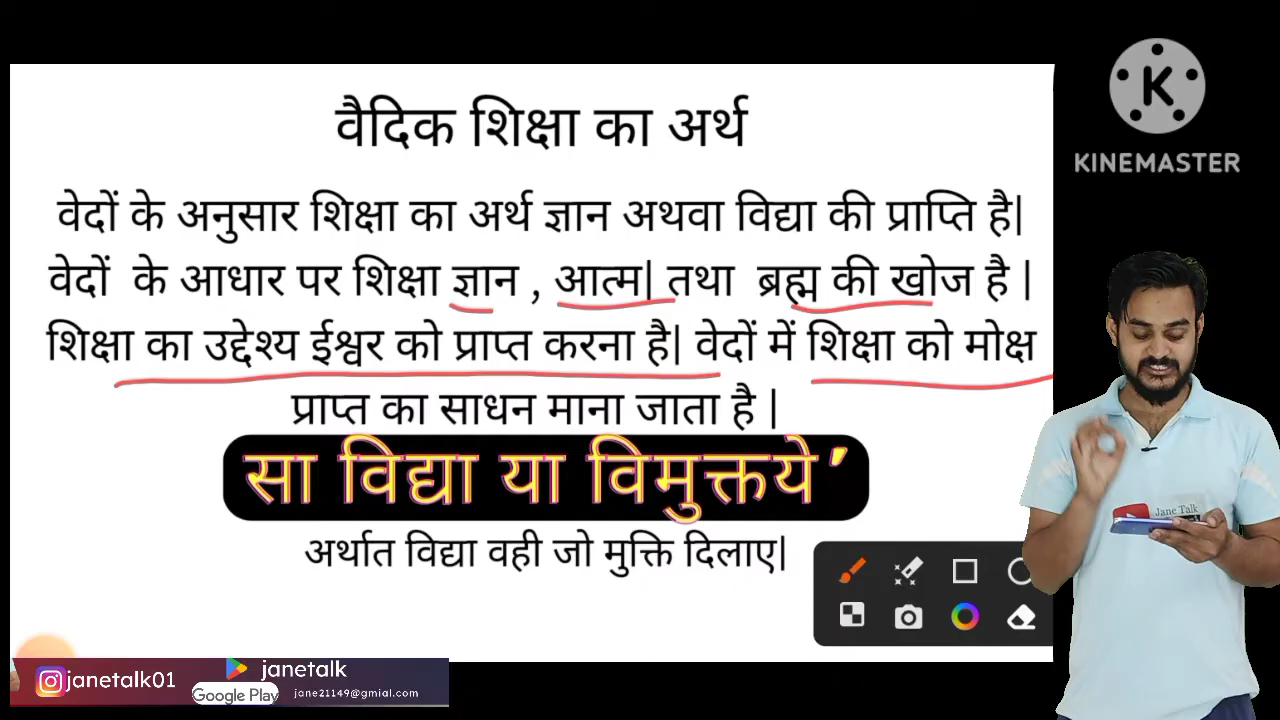 वैदिक शिक्षा का अर्थ
वेदों के अनुसार शिक्षा का अर्थ ज्ञान अथवा विद्या की प्राप्ति है|
वेदों के आधार पर शिक्षा ज्ञान , आत्म| तथा ब्रह्म की खोज है |
शिक्षा का उद्देश्य ईश्वर को प्राप्त करना है| वेदों में शिक्षा को मोक्ष
प्राप्त का साधन माना जाता है |
सा विद्या या विमुक्तये’
अर्थात विद्या वही जो मुक्ति दिलाए|
K
KINEMASTER
Jane Talk
janetalk01
janetalk
Google Play
jane21149@gmial.com